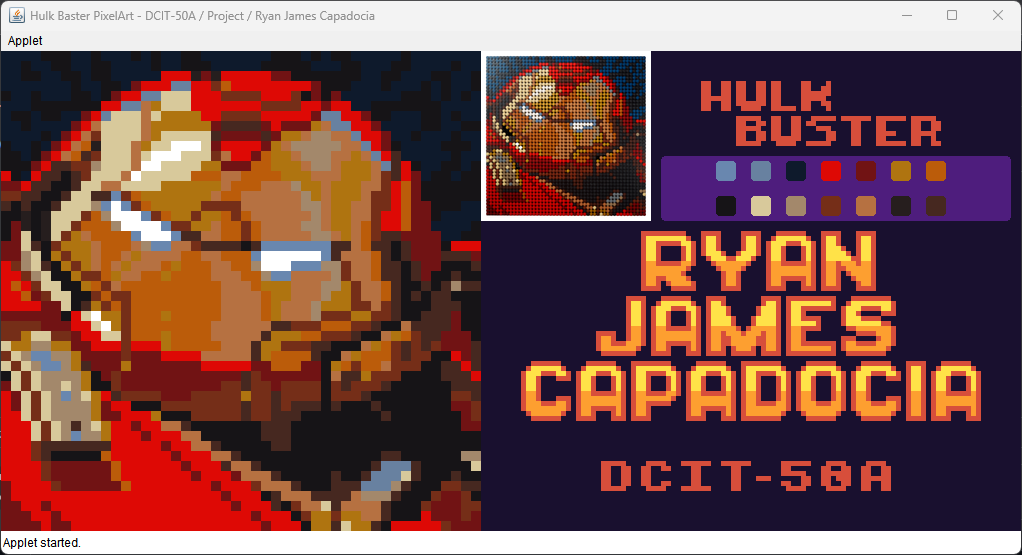 Hulk Baster PixelArt - DCIT-50A / Project / Ryan James Capadocia
Applet
HULK
BUSTER
RYAN
JAMES
CAPADOCIA
DCIT-50A
Applet started.